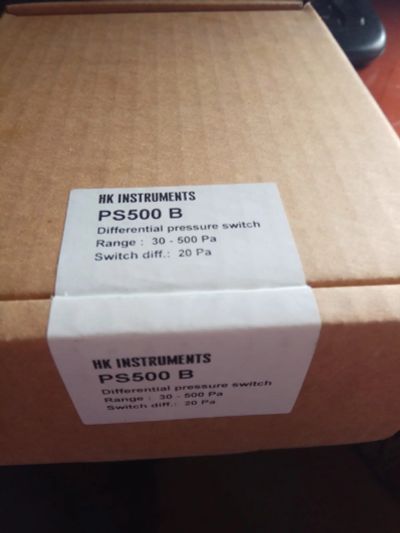 HK INSTRUMENTS
PS500 B
Differential pressure switch
Range : 30 - 500 Pa
Switch diff.: 20 Pa
HK INSTRUMENTS
PS500 B
Differential pressure switch
Range : 30 - 500 Pa
Switch diff.: 20 Pa